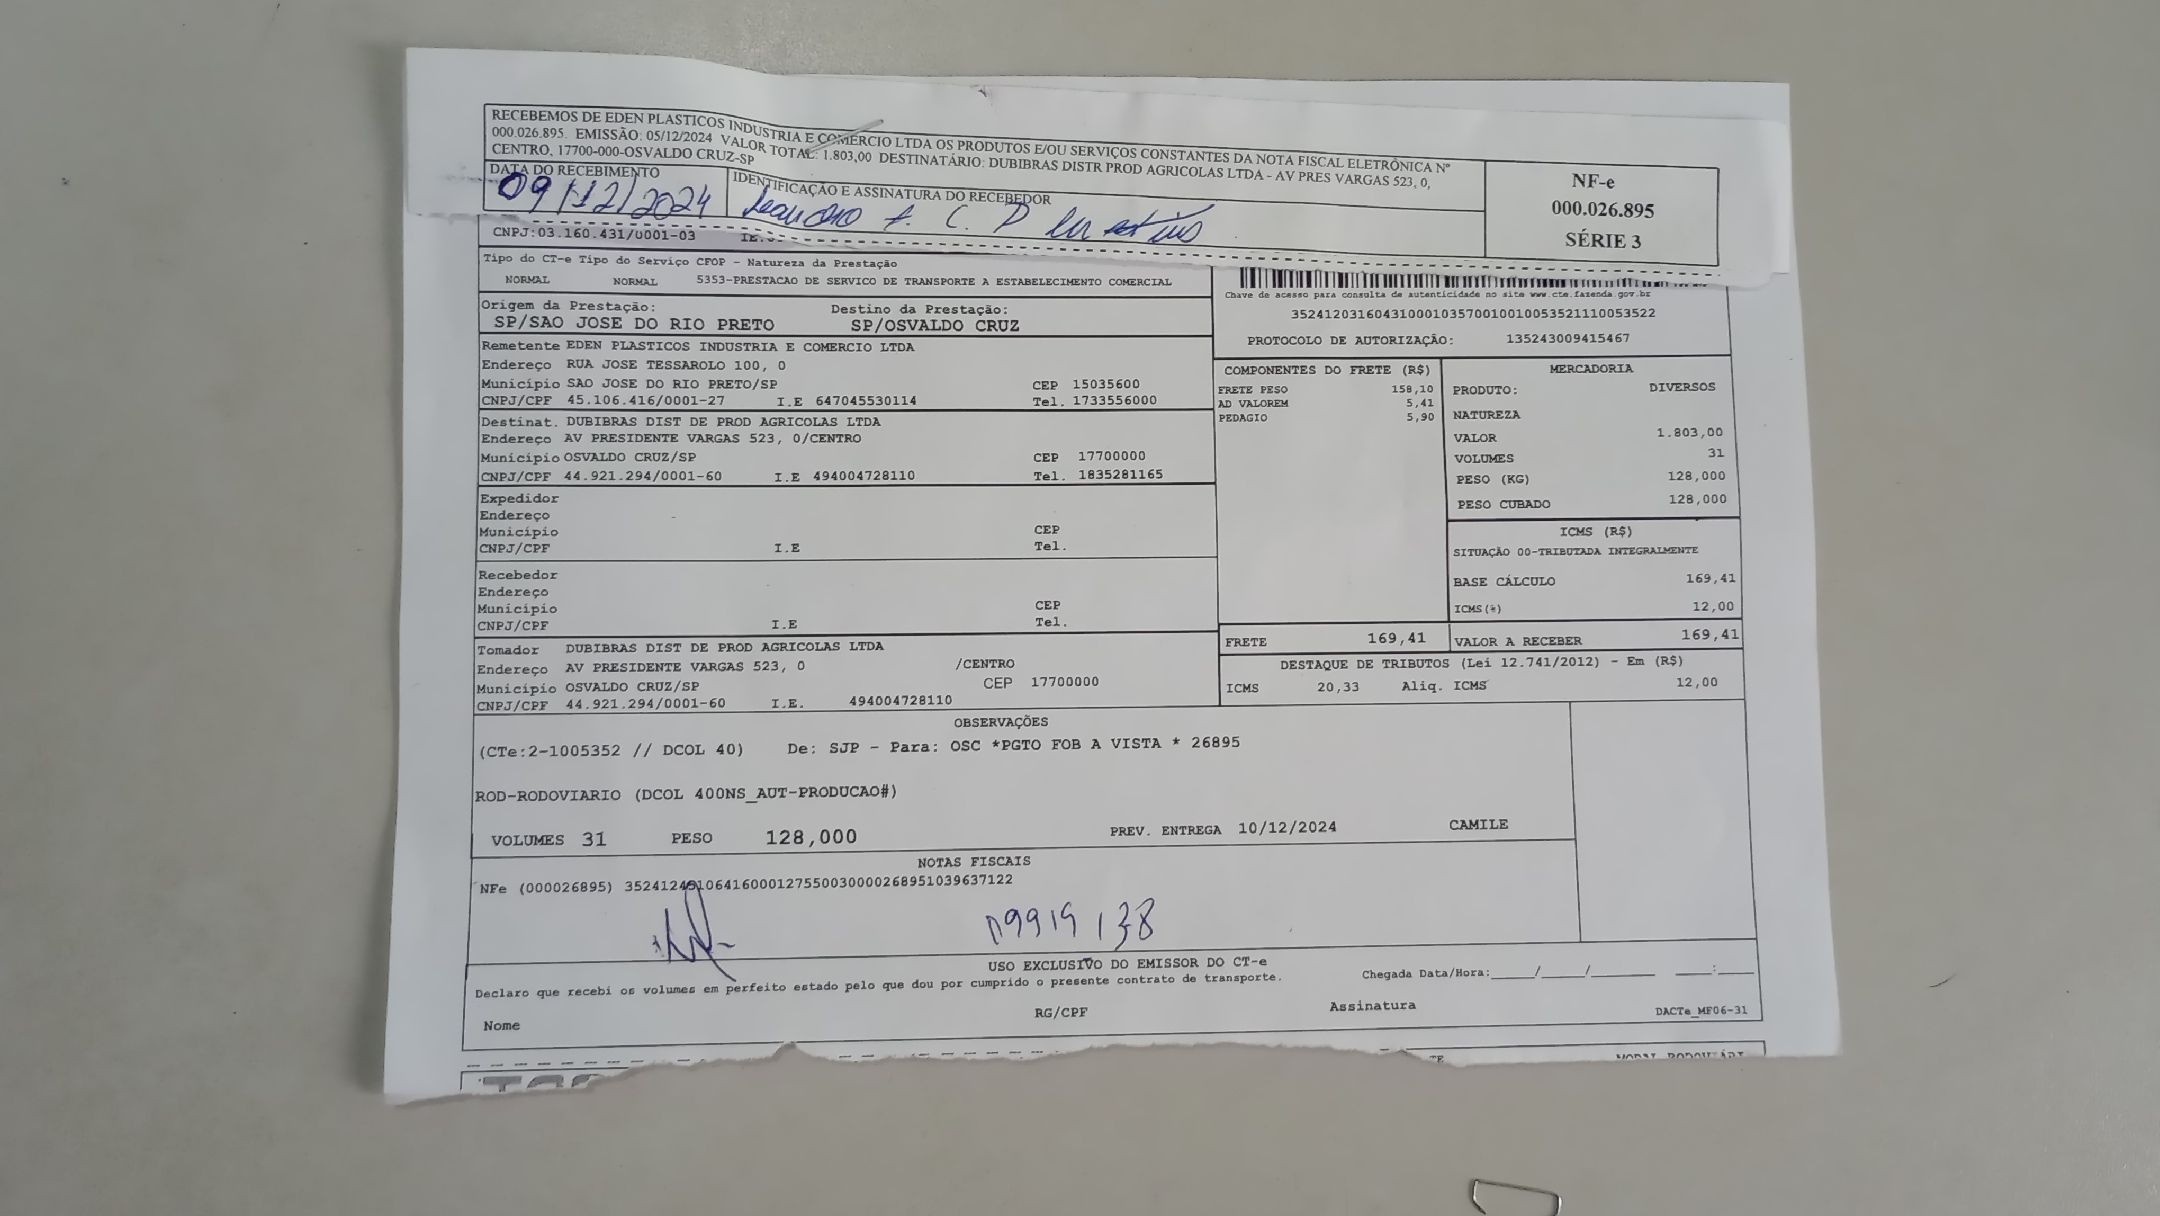 RECEBEMOS DE EDEN PLASTICOS INDUSTRIA E COMERCIO LTDA OS PRODUTOS E/OU SERVIÇOS CONSTANTES DA NOTA FISCAL ELETRÔNICA Nº
000.026.895. EMISSÃO: 05/12/2024 VALOR TOTAL: 1.803,00 DESTINATÁRIO: DUBIBRAS DISTR PROD AGRICOLAS LTDA - AV PRES VARGAS 523, 0,
CENTRO, 17700-000-OSVALDO CRUZ-SP
DATA DO RECEBIMENTO
09/12/2024
IDENTIFICAÇÃO E ASSINATURA DO RECEBEDOR
NF-e
000.026.895
SÉRIE 3
CNPJ:03.160.431/0001-03
Tipo do CT-e Tipo do Serviço CFOP - Natureza da Prestação
NORMAL NORMAL 5353-PRESTACAO DE SERVICO DE TRANSPORTE A ESTABELECIMENTO COMERCIAL
Chave de acesso para consulta de autenticidade no site www.cte.fazenda.gov.br
35241203160431000103570010010053521110053522
PROTOCOLO DE AUTORIZAÇÃO: 135243009415467
Origem da Prestação: Destino da Prestação:
SP/SAO JOSE DO RIO PRETO SP/OSVALDO CRUZ
Remetente EDEN PLASTICOS INDUSTRIA E COMERCIO LTDA
Endereço RUA JOSE TESSAROLO 100, 0
Município SAO JOSE DO RIO PRETO/SP CEP 15035600
CNPJ/CPF 45.106.416/0001-27 I.E 647045530114 Tel. 1733556000
Destinat. DUBIBRAS DIST DE PROD AGRICOLAS LTDA
Endereço AV PRESIDENTE VARGAS 523, 0/CENTRO
Município OSVALDO CRUZ/SP CEP 17700000
CNPJ/CPF 44.921.294/0001-60 I.E 494004728110 Tel. 1835281165
Expedidor
Endereço
Município CEP
CNPJ/CPF I.E Tel.
Recebedor
Endereço
Município CEP
CNPJ/CPF I.E Tel.
Tomador DUBIBRAS DIST DE PROD AGRICOLAS LTDA
Endereço AV PRESIDENTE VARGAS 523, 0 /CENTRO
Município OSVALDO CRUZ/SP CEP 17700000
CNPJ/CPF 44.921.294/0001-60 I.E. 494004728110
COMPONENTES DO FRETE (R$)
FRETE PESO 158,10
AD VALOREM 5,41
PEDAGIO 5,90
MERCADORIA
PRODUTO: DIVERSOS
NATUREZA
VALOR 1.803,00
VOLUMES 31
PESO (KG) 128,000
PESO CUBADO 128,000
ICMS (R$)
SITUAÇÃO 00-TRIBUTADA INTEGRALMENTE
BASE CÁLCULO 169,41
ICMS(%) 12,00
FRETE 169,41 VALOR A RECEBER 169,41
DESTAQUE DE TRIBUTOS (Lei 12.741/2012) - Em (R$)
ICMS 20,33 Aliq. ICMS 12,00
OBSERVAÇÕES
(CTe:2-1005352 // DCOL 40) De: SJP - Para: OSC *PGTO FOB A VISTA * 26895
ROD-RODOVIARIO (DCOL 400NS_AUT-PRODUCAO#)
VOLUMES 31 PESO 128,000 PREV. ENTREGA 10/12/2024 CAMILE
NOTAS FISCAIS
NFe (000026895)
USO EXCLUSIVO DO EMISSOR DO CT-e
Declaro que recebi os volumes em perfeito estado pelo que dou por cumprido o presente contrato de transporte.
Chegada Data/Hora:_____/_____/_______ ____:____
Nome RG/CPF Assinatura DACTe_MF06-31